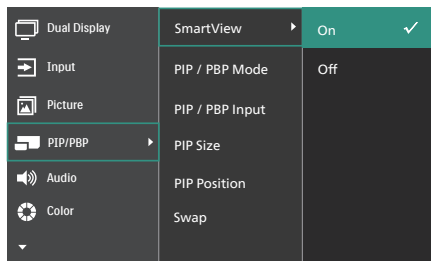 Dual Display
Input
Picture
PIP/PBP
Audio
Color
SmartView
PIP / PBP Mode
PIP / PBP Input
PIP Size
PIP Position
Swap
On
Off